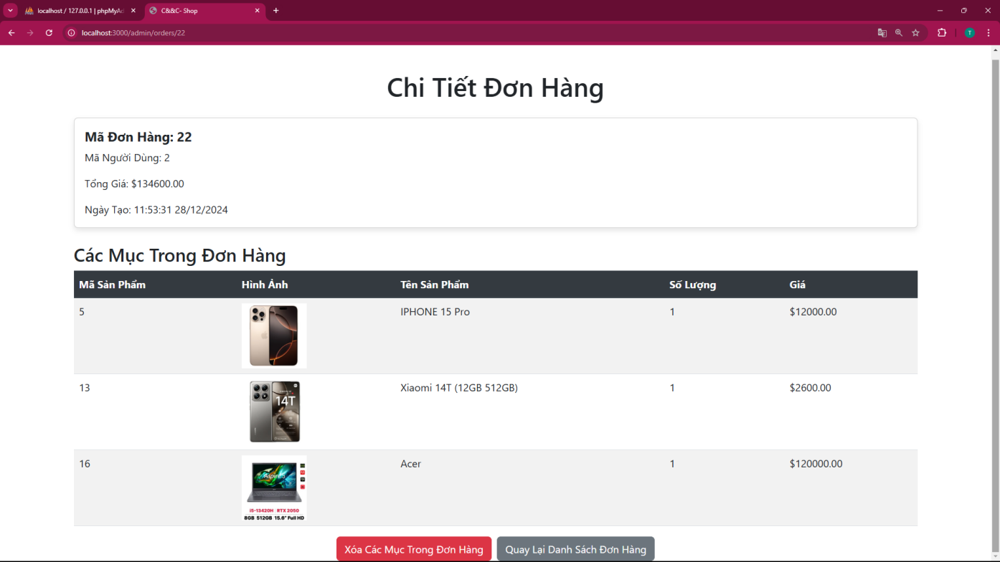 localhost / 127.0.0.1 | phpMyAd
C&&C- Shop
localhost:3000/admin/orders/22
T
Chi Tiết Đơn Hàng
Mã Đơn Hàng: 22
Mã Người Dùng: 2
Tổng Giá: $134600.00
Ngày Tạo: 11:53:31 28/12/2024
Các Mục Trong Đơn Hàng
Mã Sản Phẩm Hình Ảnh Tên Sản Phẩm Số Lượng Giá
5 IPHONE 15 Pro 1 $12000.00
13 Xiaomi 14T (12GB 512GB) 1 $2600.00
14T
16 Acer 1 $120000.00
Aspire 5
i5-13420H RTX 2050
8GB 512GB 15.6" Full HD
Xóa Các Mục Trong Đơn Hàng Quay Lại Danh Sách Đơn Hàng